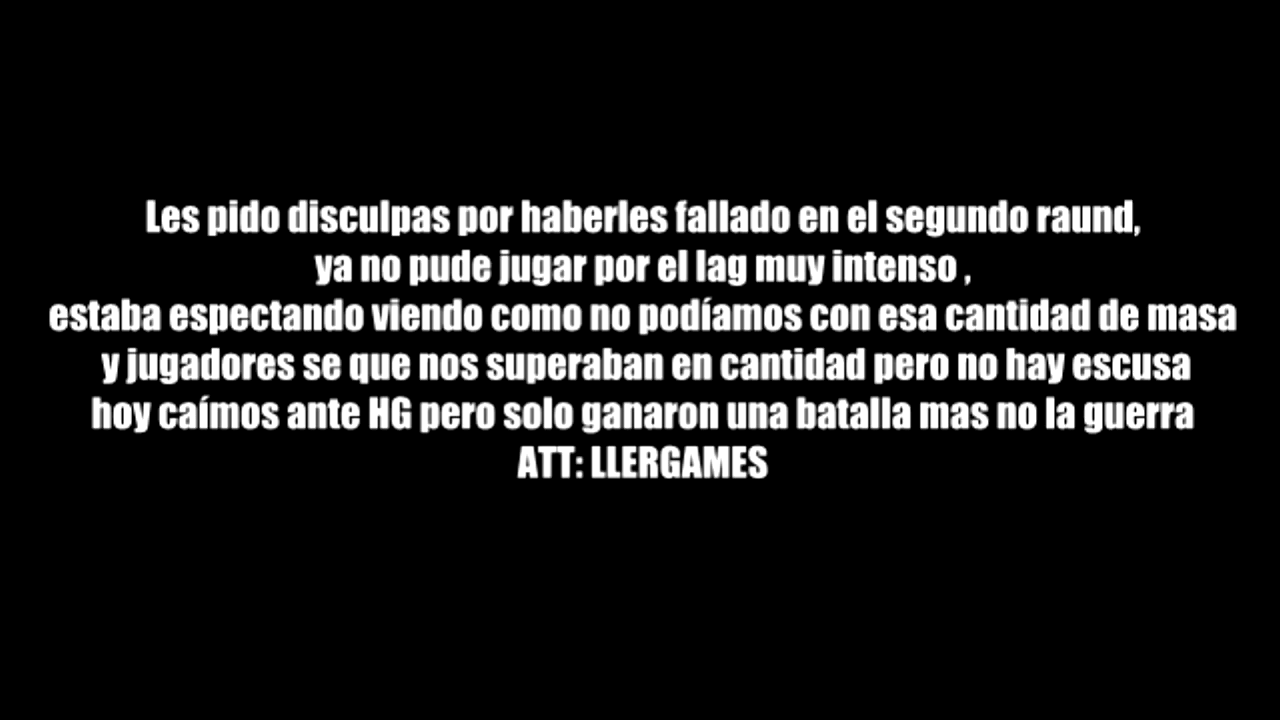 Les pido disculpas por haberles fallado en el segundo raund,
ya no pude jugar por el lag muy intenso ,
estaba espectando viendo como no podíamos con esa cantidad de masa
y jugadores se que nos superaban en cantidad pero no hay escusa
hoy caímos ante HG pero solo ganaron una batalla mas no la guerra
ATT: LLERGAMES